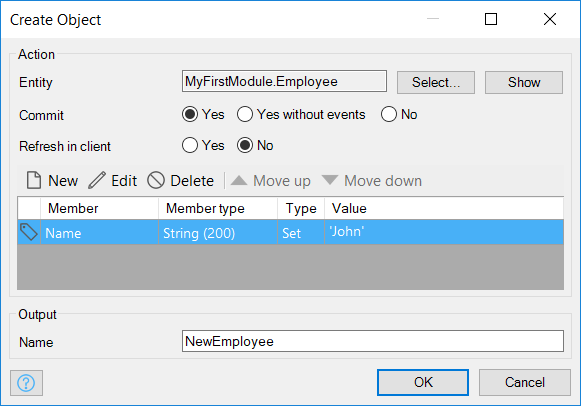 Create Object
Action
Entity MyFirstModule.Employee Select... Show
Commit Yes Yes without events No
Refresh in client Yes No
New Edit Delete Move up Move down
Member Member type Type Value
Name String (200) Set 'John'
Output
Name NewEmployee
? OK Cancel